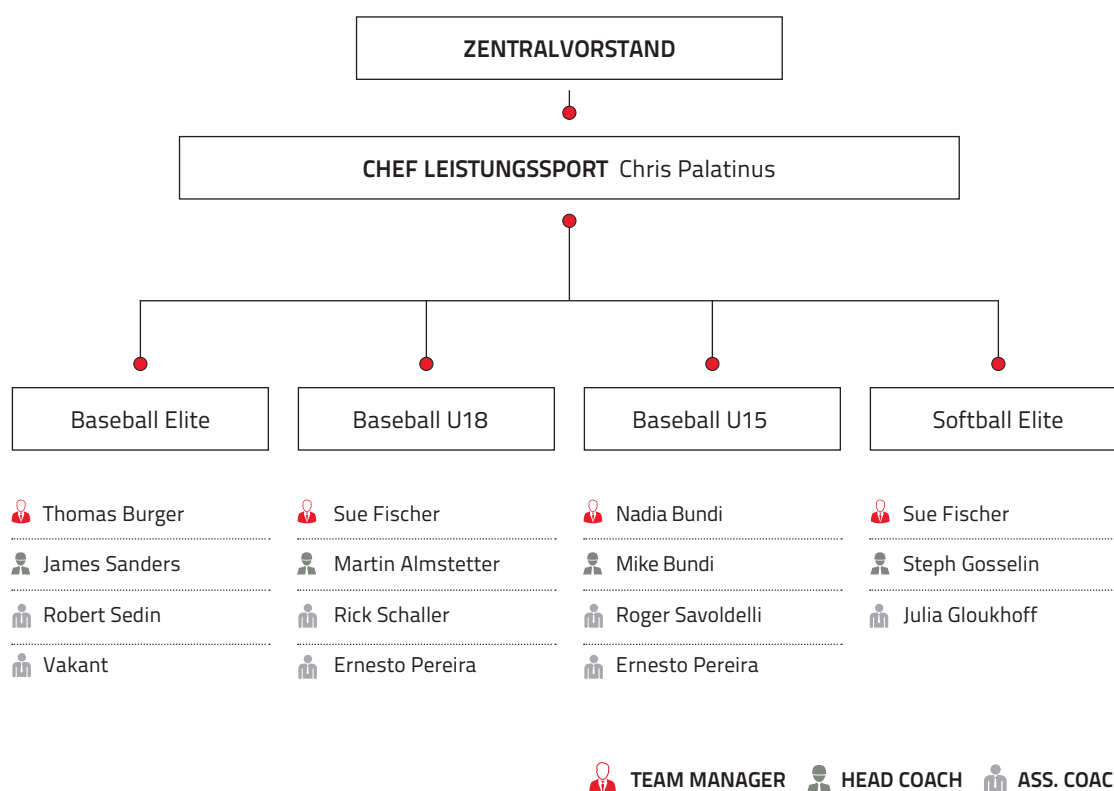 ZENTRALVORSTAND
CHEF LEISTUNGSSPORT Chris Palatinus
Baseball Elite
Baseball U18
Baseball U15
Softball Elite
Thomas Burger
Sue Fischer
Nadia Bundi
Sue Fischer
James Sanders
Martin Almstetter
Mike Bundi
Steph Gosselin
Robert Sedin
Rick Schaller
Roger Savoldelli
Julia Gloukhoff
Vakant
Ernesto Pereira
Ernesto Pereira
TEAM MANAGER HEAD COACH ASS. COAC